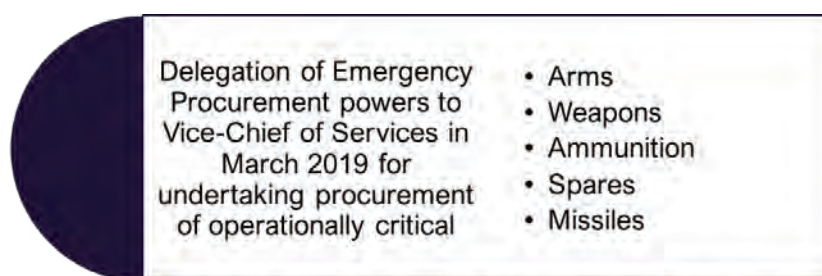 Delegation of Emergency
Procurement powers to
Vice-Chief of Services in
March 2019 for
undertaking procurement
of operationally critical
• Arms
• Weapons
• Ammunition
• Spares
• Missiles